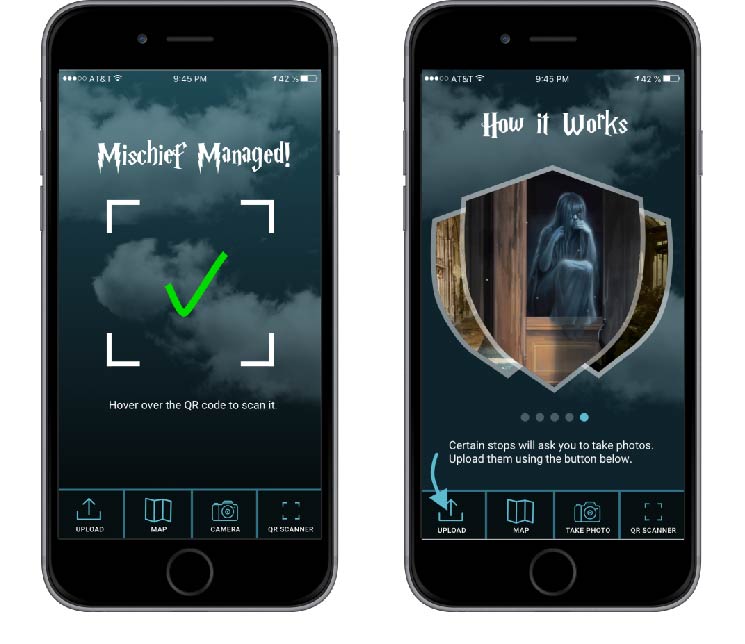 AT&T 9:45 PM 42 %
Mischief Managed!
Hover over the QR code to scan it.
UPLOAD MAP CAMERA QR SCANNER
AT&T 9:45 PM 42 %
How it Works
Certain stops will ask you to take photos.
Upload them using the button below.
UPLOAD MAP TAKE PHOTO QR SCANNER